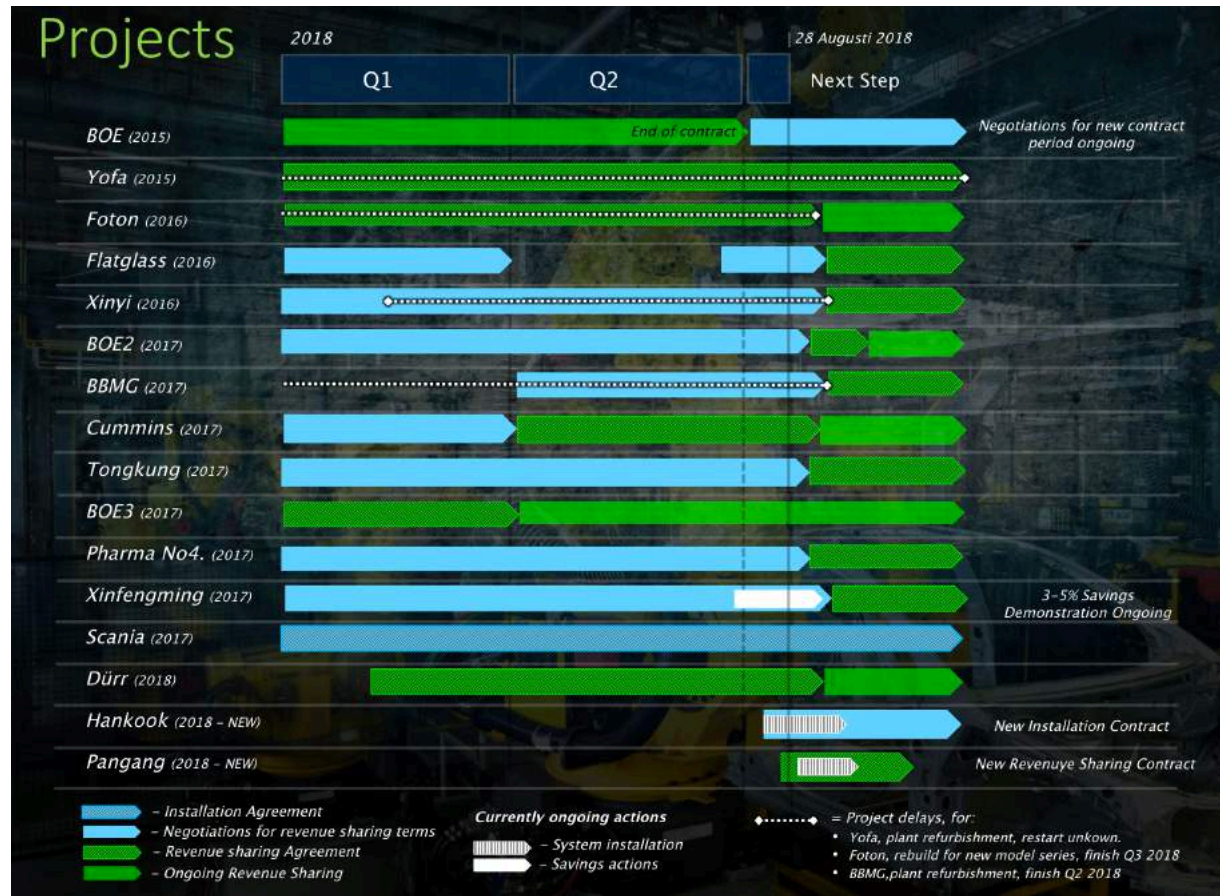 Projects
2018
28 Augusti 2018
Q1
Q2
Next Step
BOE (2015)
End of contract
Negotiations for new contract
period ongoing
Yofa (2015)
Foton (2016)
Flatglass (2016)
Xinyi (2016)
BOE2 (2017)
BBMG (2017)
Cummins (2017)
Tongkung (2017)
BOE3 (2017)
Pharma No4. (2017)
Xinfengming (2017)
3-5% Savings
Demonstration Ongoing
Scania (2017)
Dürr (2018)
Hankook (2018 - NEW)
New Installation Contract
Pangang (2018 - NEW)
New Revenuye Sharing Contract
- Installation Agreement
- Negotiations for revenue sharing terms
- Revenue sharing Agreement
- Ongoing Revenue Sharing
Currently ongoing actions
- System installation
- Savings actions
= Project delays, for:
• Yofa, plant refurbishment, restart unkown.
• Foton, rebuild for new model series, finish Q3 2018
• BBMG,plant refurbishment, finish Q2 2018